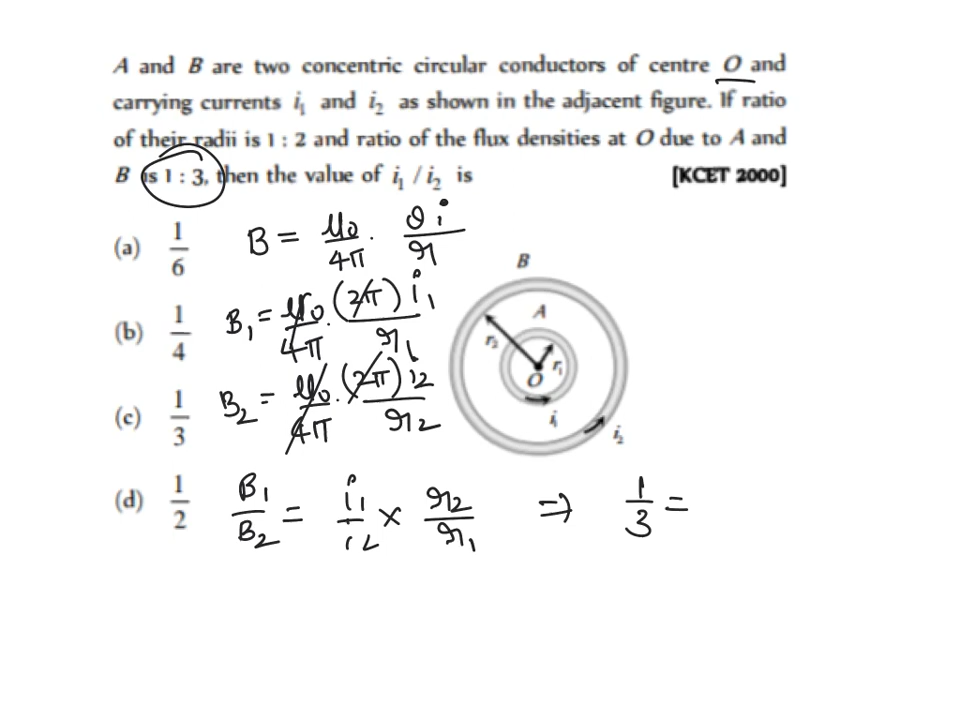 A and B are two concentric circular conductors of centre O and
carrying currents i₁ and i₂ as shown in the adjacent figure. If ratio
of their radii is 1 : 2 and ratio of the flux densities at O due to A and
B is 1 : 3, then the value of i₁ / i₂ is [KCET 2000]
(a) 1/6
B = μ0/4π . θi/r
(b) 1/4
B₁ = μ0/4π . (2π) i₁/r₁
(c) 1/3
B₂ = μ0/4π . (2π) i₂/r₂
(d) 1/2
B₁/B₂ = i₁/i₂ × r₂/r₁ ⇒ 1/3 =
B
A
r₂
r₁
O
i₁
i₂